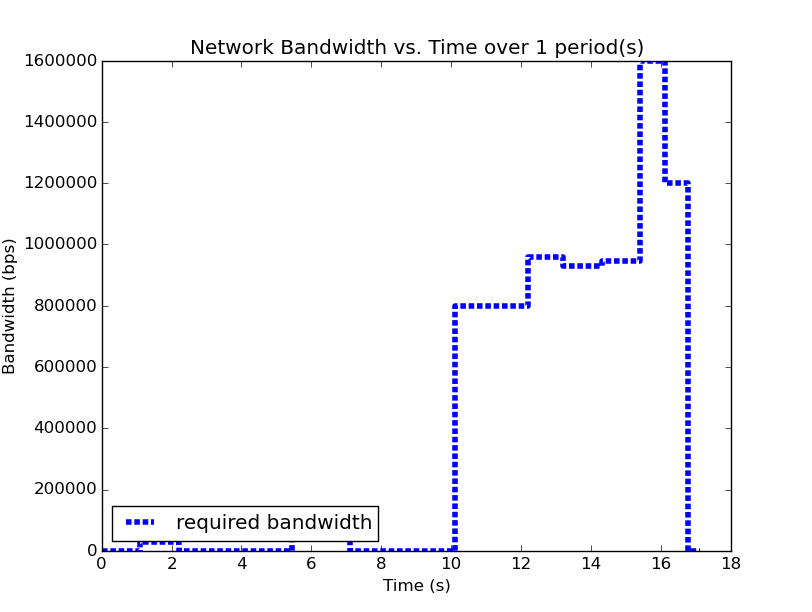 Network Bandwidth vs. Time over 1 period(s)
1600000
1400000
1200000
1000000
800000
600000
400000
200000
0
Bandwidth (bps)
required bandwidth
0 2 4 6 8 10 12 14 16 18
Time (s)